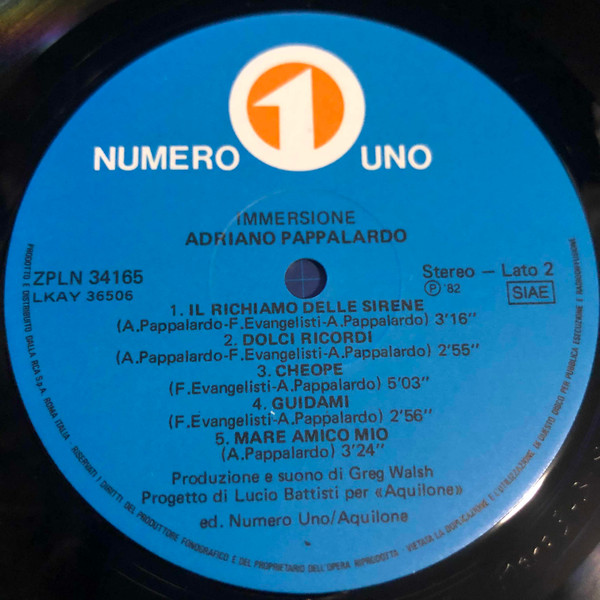 1
NUMERO UNO
IMMERSIONE
ADRIANO PAPPALARDO
ZPLN 34165
LKAY 36506
Stereo — Lato 2
Ⓟ '82 SIAE
1. IL RICHIAMO DELLE SIRENE
(A.Pappalardo-F.Evangelisti-A.Pappalardo) 3'16"
2. DOLCI RICORDI
(A.Pappalardo-F.Evangelisti-A.Pappalardo) 2'55"
3. CHEOPE
(F.Evangelisti-A.Pappalardo) 5'03"
4. GUIDAMI
(F.Evangelisti-A.Pappalardo) 2'56"
5. MARE AMICO MIO
(A.Pappalardo) 3'24"
Produzione e suono di Greg Walsh
Progetto di Lucio Battisti per «Aquilone»
ed. Numero Uno/Aquilone
PRODOTTO E DISTRIBUITO DALLA RCA S.p.A. ROMA ITALIA - RISERVATI I DIRITTI DEL PRODUTTORE FONOGRAFICO E DEL PROPRIETARIO DELL'OPERA RIPRODOTTA - VIETATA LA DUPLICAZIONE E L'UTILIZZAZIONE DI QUESTO DISCO PER PUBBLICA ESECUZIONE E RADIODIFFUSIONE